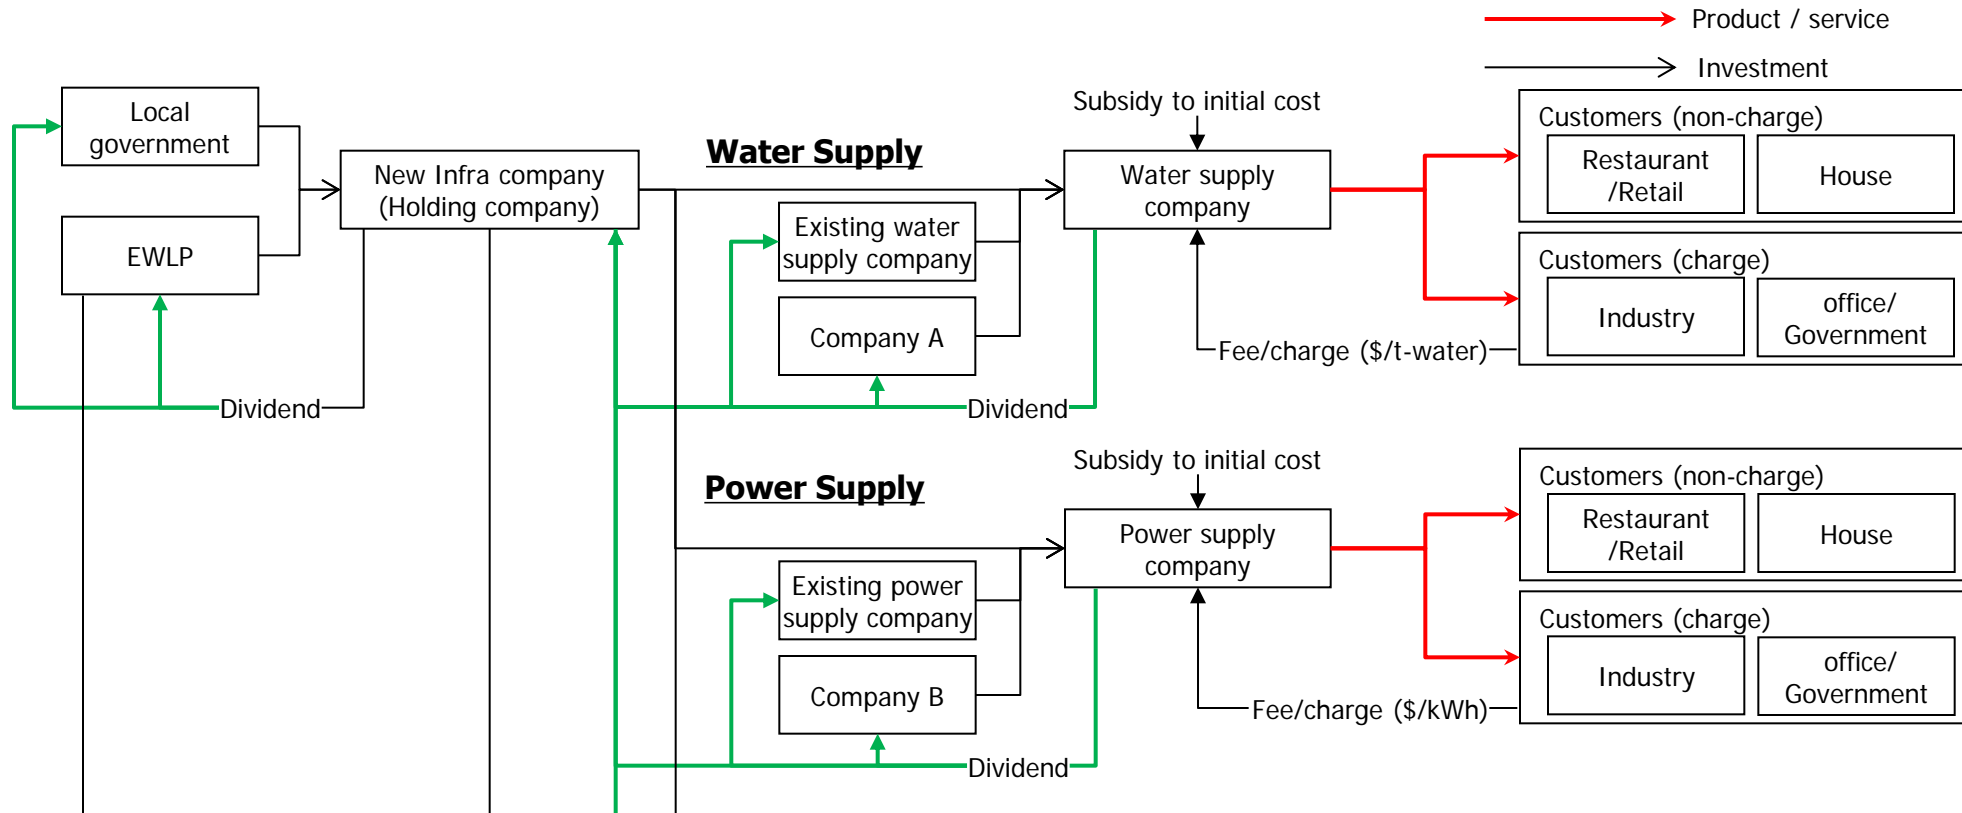 Product / service
Investment
Local
government
EWLP
New Infra company
(Holding company)
Dividend
Water Supply
Subsidy to initial cost
Existing water
supply company
Company A
Water supply
company
Fee/charge ($/t-water)
Dividend
Customers (non-charge)
Restaurant
/Retail
House
Customers (charge)
Industry
office/
Government
Power Supply
Subsidy to initial cost
Existing power
supply company
Company B
Power supply
company
Fee/charge ($/kWh)
Dividend
Customers (non-charge)
Restaurant
/Retail
House
Customers (charge)
Industry
office/
Government